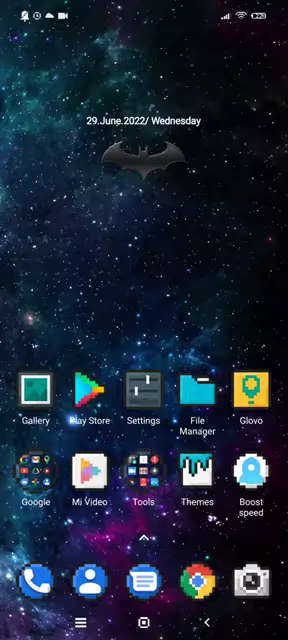 29.June.2022/ Wednesday
Gallery
Play Store
Settings
File
Manager
Glovo
Google
Mi Video
Tools
Themes
Boost
speed